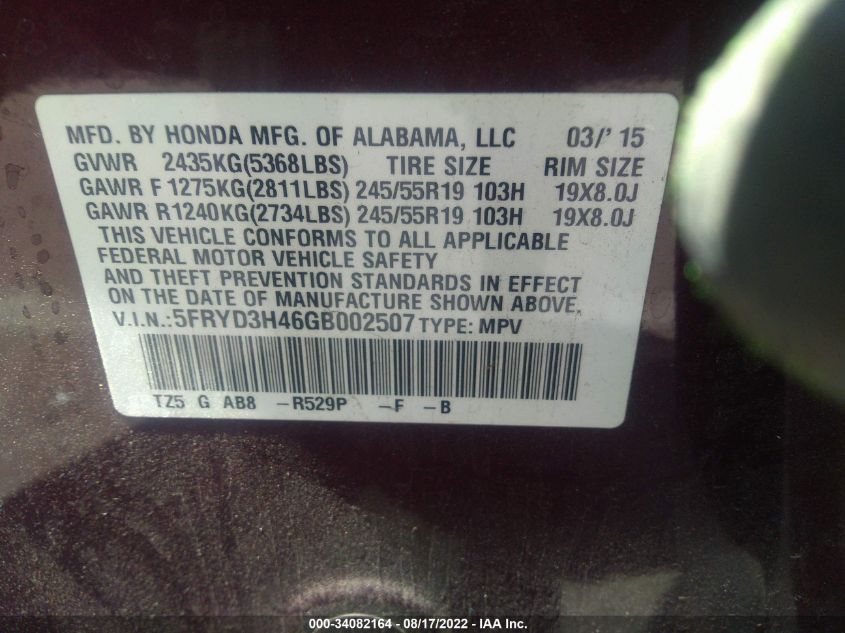 MFD. BY HONDA MFG. OF ALABAMA, LLC 03/' 15
GVWR 2435KG(5368LBS) TIRE SIZE RIM SIZE
GAWR F 1275KG(2811LBS) 245/55R19 103H 19X8.0J
GAWR R1240KG(2734LBS) 245/55R19 103H 19X8.0J
THIS VEHICLE CONFORMS TO ALL APPLICABLE
FEDERAL MOTOR VEHICLE SAFETY
AND THEFT PREVENTION STANDARDS IN EFFECT
ON THE DATE OF MANUFACTURE SHOWN ABOVE.
V.I.N.:5FRYD3H46GB002507 TYPE: MPV
TZ5 G AB8 -R529P -F -B
000-34082164 - 08/17/2022 - IAA Inc.